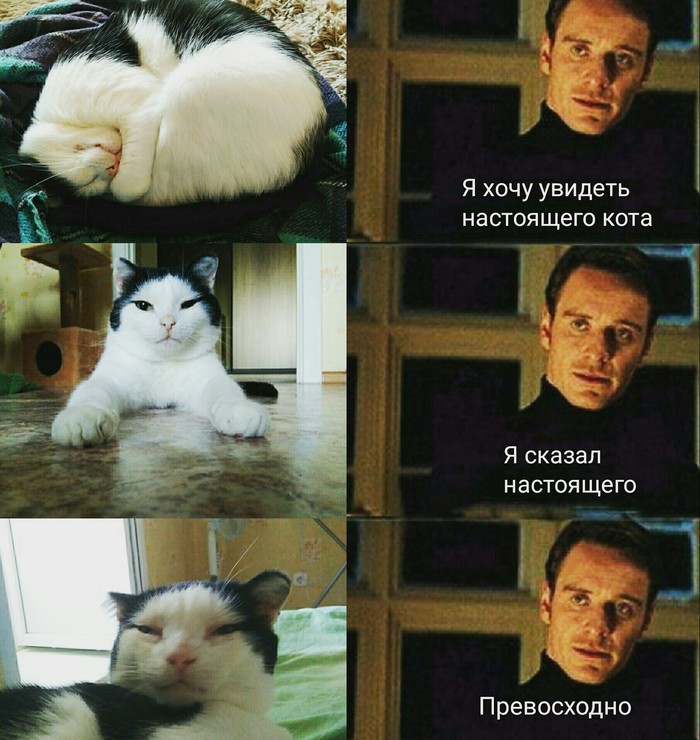 Я хочу увидеть
настоящего кота
Я сказал
настоящего
Превосходно